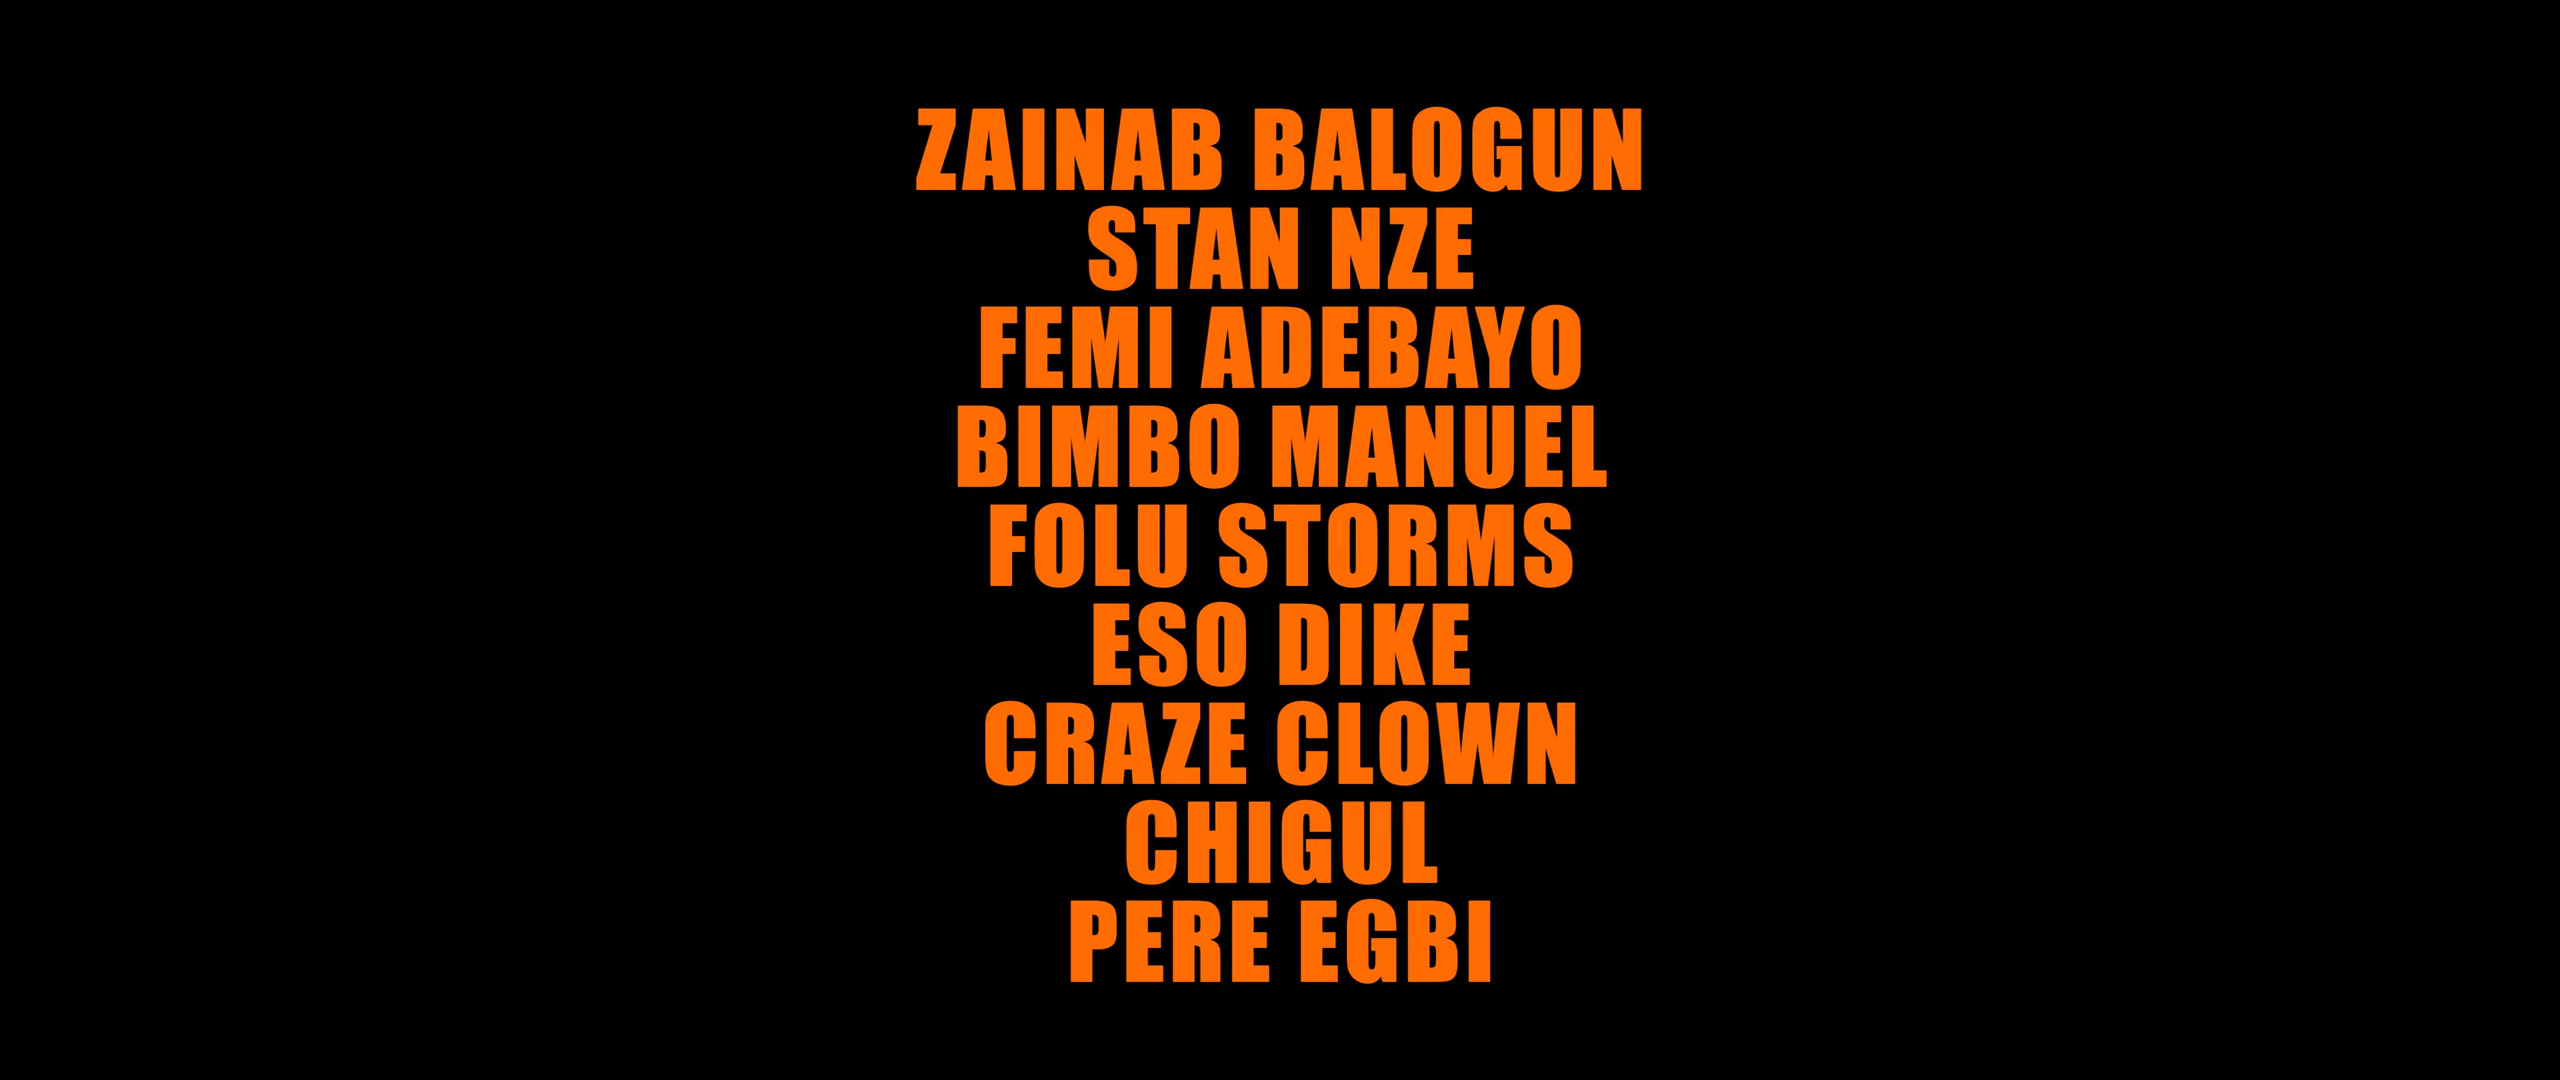 ZAINAB BALOGUN
STAN NZE
FEMI ADEBAYO
BIMBO MANUEL
FOLU STORMS
ESO DIKE
CRAZE CLOWN
CHIGUL
PERE EGBI